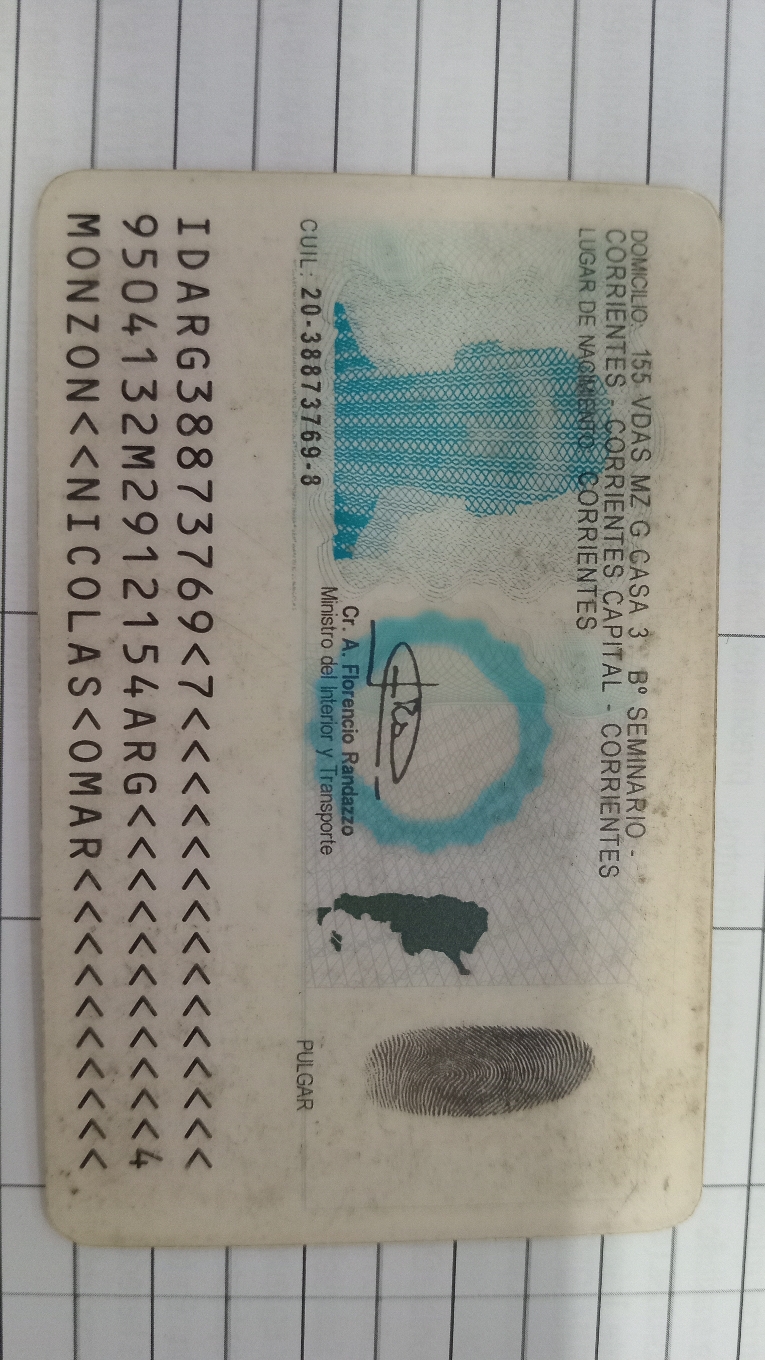 DOMICILIO: 155 VDAS MZ G CASA 3 Bº SEMINARIO -
CORRIENTES - CORRIENTES CAPITAL - CORRIENTES
LUGAR DE NACIMIENTO: CORRIENTES
Cr. A. Florencio Randazzo
Ministro del Interior y Transporte
CUIL: 20-38873769-8
PULGAR
IDARG38873769<7<<<<<<<<<<<<<<<
9504132M2912154ARG<<<<<<<<<<<4
MONZON<<NICOLAS<OMAR<<<<<<<<<<